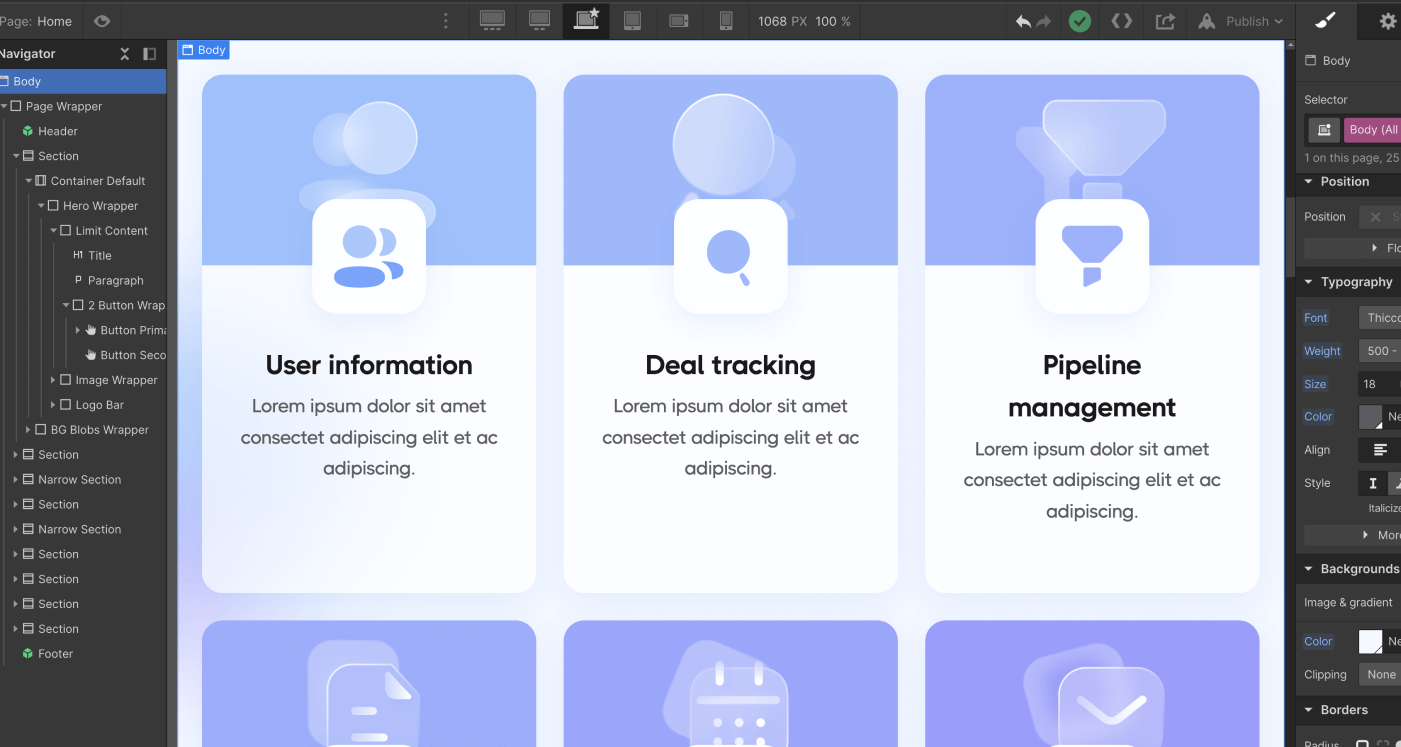 Page: Home
1068 PX 100 %
Publish
Navigator
Body
Page Wrapper
Header
Section
Container Default
Hero Wrapper
Limit Content
H1 Title
P Paragraph
2 Button Wrap
Button Prima
Button Seco
Image Wrapper
Logo Bar
BG Blobs Wrapper
Section
Narrow Section
Section
Narrow Section
Section
Section
Section
Section
Footer
Body
User information
Lorem ipsum dolor sit amet
consectet adipiscing elit et ac
adipiscing.
Deal tracking
Lorem ipsum dolor sit amet
consectet adipiscing elit et ac
adipiscing.
Pipeline
management
Lorem ipsum dolor sit amet
consectet adipiscing elit et ac
adipiscing.
Body
Selector
Body (All
1 on this page, 25
Position
Position
Flo
Typography
Font Thicco
Weight 500 -
Size 18
Color Ne
Align
Style
Italicize
More
Backgrounds
Image & gradient
Color Ne
Clipping None
Borders
Radius